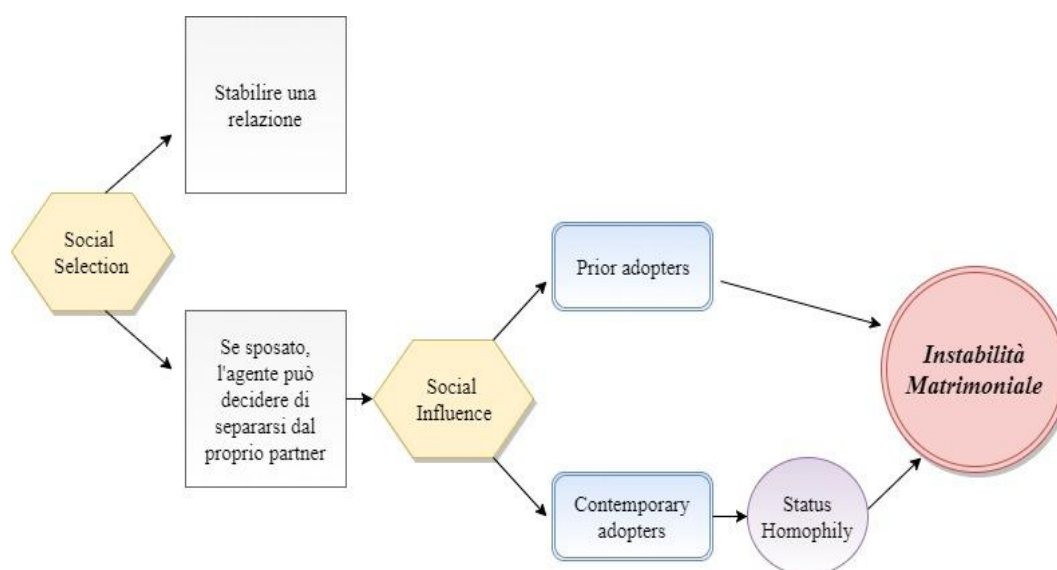 Stabilire una
relazione
Social
Selection
Se sposato,
l'agente può
decidere di
separarsi dal
proprio partner
Social
Influence
Prior adopters
Contemporary
adopters
Status
Homophily
Instabilità
Matrimoniale